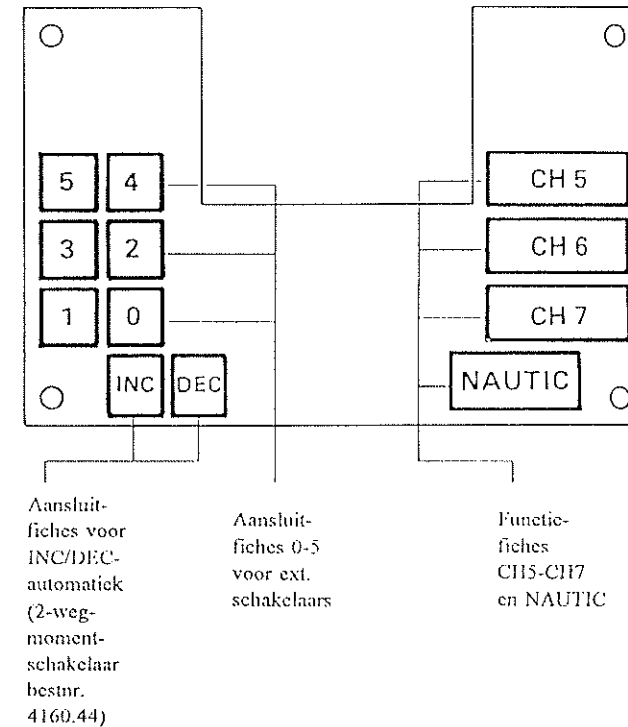 5 4 CH 5
3 2 CH 6
1 0 CH 7
INC DEC NAUTIC
Aansluit-
fiches voor
INC/DEC-
automatiek
(2-weg-
moment-
schakelaar
bestnr.
4160.44)
Aansluit-
fiches 0-5
voor ext.
schakelaars
Functie-
fiches
CH5-CH7
en NAUTIC